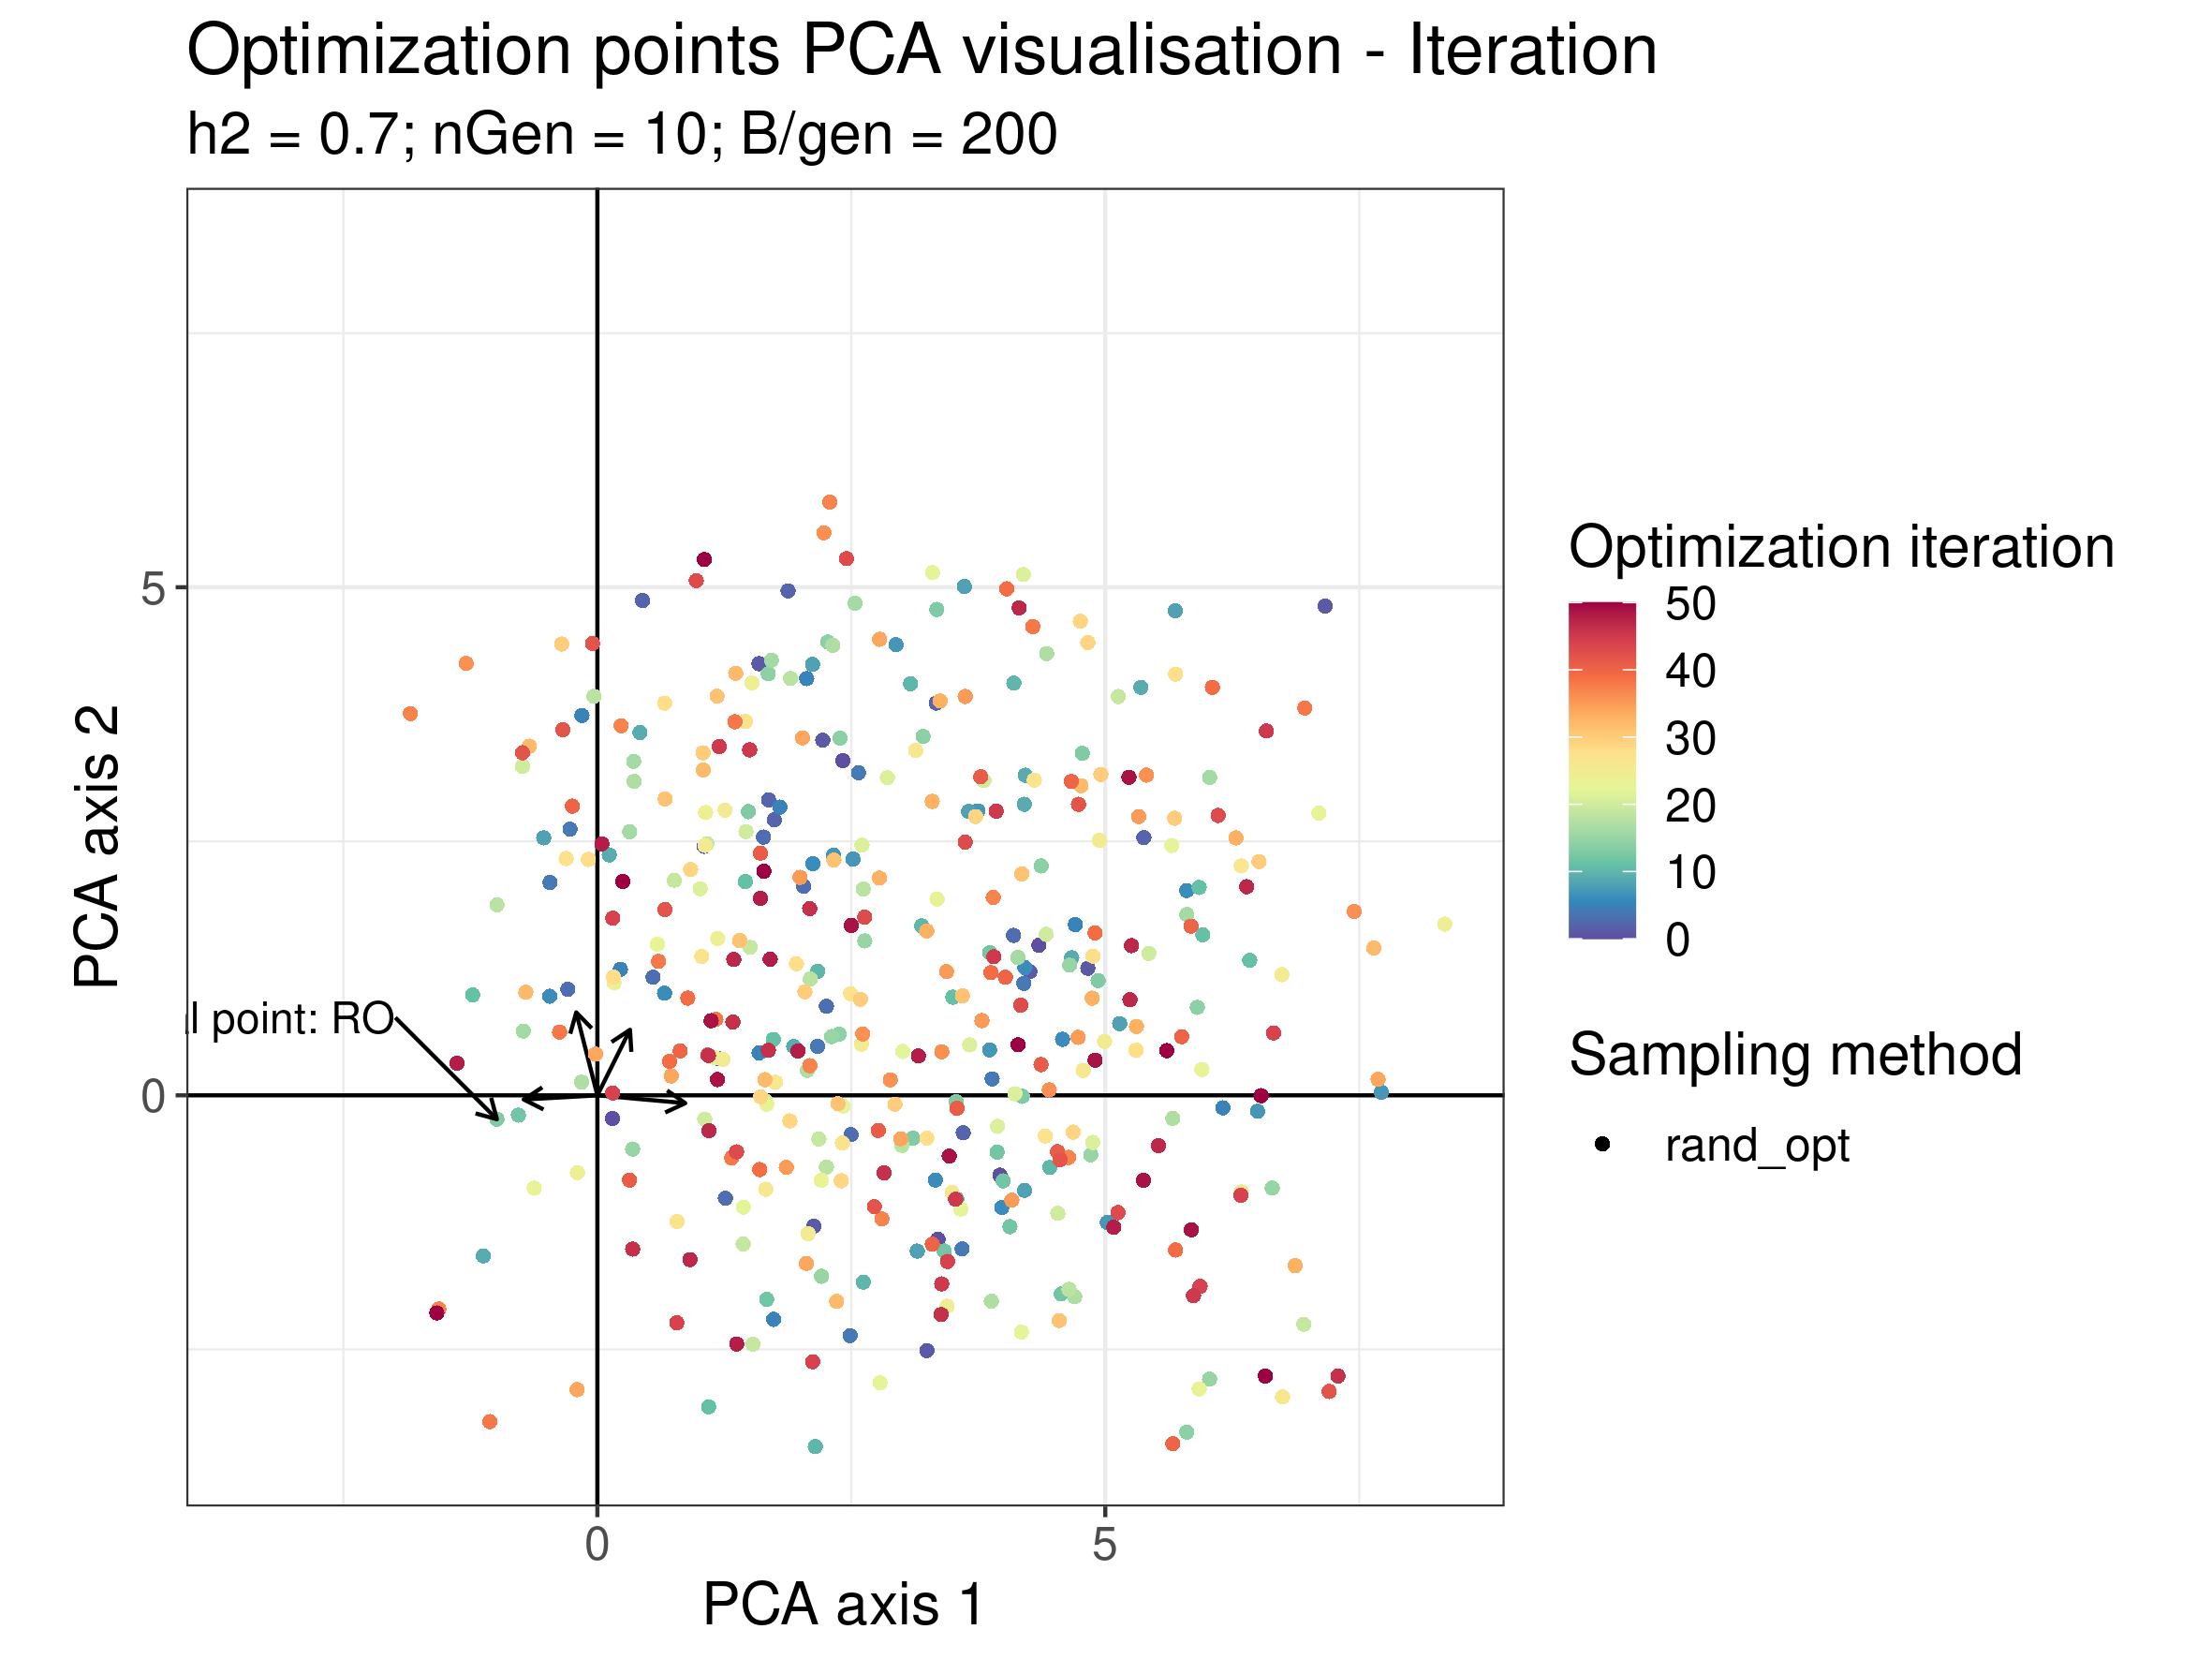 Optimization points PCA visualisation - Iteration
h2 = 0.7; nGen = 10; B/gen = 200
PCA axis 2
5
0
point: RO
0
5
PCA axis 1
Optimization iteration
50
40
30
20
10
0
Sampling method
rand_opt